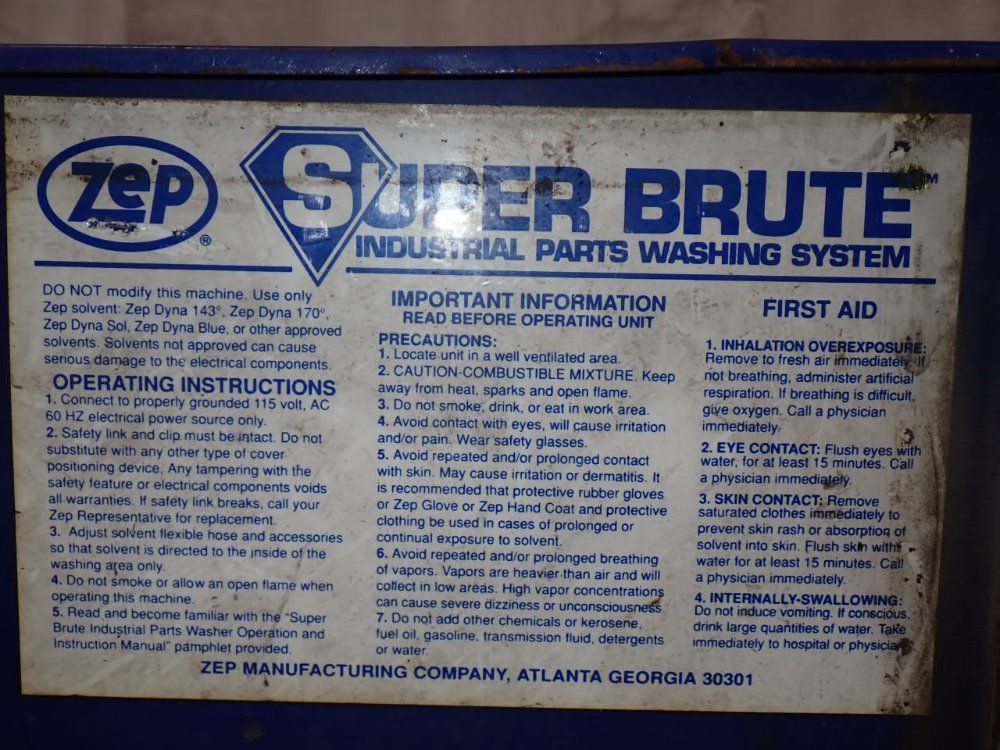 Zep
®
SUPER BRUTE™
INDUSTRIAL PARTS WASHING SYSTEM
DO NOT modify this machine. Use only
Zep solvent: Zep Dyna 143°, Zep Dyna 170°,
Zep Dyna Sol, Zep Dyna Blue, or other approved
solvents. Solvents not approved can cause
serious damage to the electrical components.
OPERATING INSTRUCTIONS
1. Connect to properly grounded 115 volt, AC
60 HZ electrical power source only.
2. Safety link and clip must be intact. Do not
substitute with any other type of cover
positioning device. Any tampering with the
safety feature or electrical components voids
all warranties. If safety link breaks, call your
Zep Representative for replacement.
3. Adjust solvent flexible hose and accessories
so that solvent is directed to the inside of the
washing area only.
4. Do not smoke or allow an open flame when
operating this machine.
5. Read and become familiar with the "Super
Brute Industrial Parts Washer Operation and
Instruction Manual" pamphlet provided.
IMPORTANT INFORMATION
READ BEFORE OPERATING UNIT
PRECAUTIONS:
1. Locate unit in a well ventilated area.
2. CAUTION-COMBUSTIBLE MIXTURE. Keep
away from heat, sparks and open flame.
3. Do not smoke, drink, or eat in work area.
4. Avoid contact with eyes, will cause irritation
and/or pain. Wear safety glasses.
5. Avoid repeated and/or prolonged contact
with skin. May cause irritation or dermatitis. It
is recommended that protective rubber gloves
or Zep Glove or Zep Hand Coat and protective
clothing be used in cases of prolonged or
continual exposure to solvent.
6. Avoid repeated and/or prolonged breathing
of vapors. Vapors are heavier than air and will
collect in low areas. High vapor concentrations
can cause severe dizziness or unconsciousness.
7. Do not add other chemicals or kerosene,
fuel oil, gasoline, transmission fluid, detergents
or water.
FIRST AID
1. INHALATION OVEREXPOSURE:
Remove to fresh air immediately. If
not breathing, administer artificial
respiration. If breathing is difficult,
give oxygen. Call a physician
immediately.
2. EYE CONTACT: Flush eyes with
water, for at least 15 minutes. Call
a physician immediately.
3. SKIN CONTACT: Remove
saturated clothes immediately to
prevent skin rash or absorption of
solvent into skin. Flush skin with
water for at least 15 minutes. Call
a physician immediately.
4. INTERNALLY-SWALLOWING:
Do not induce vomiting. If conscious,
drink large quantities of water. Take
immediately to hospital or physician
ZEP MANUFACTURING COMPANY, ATLANTA GEORGIA 30301